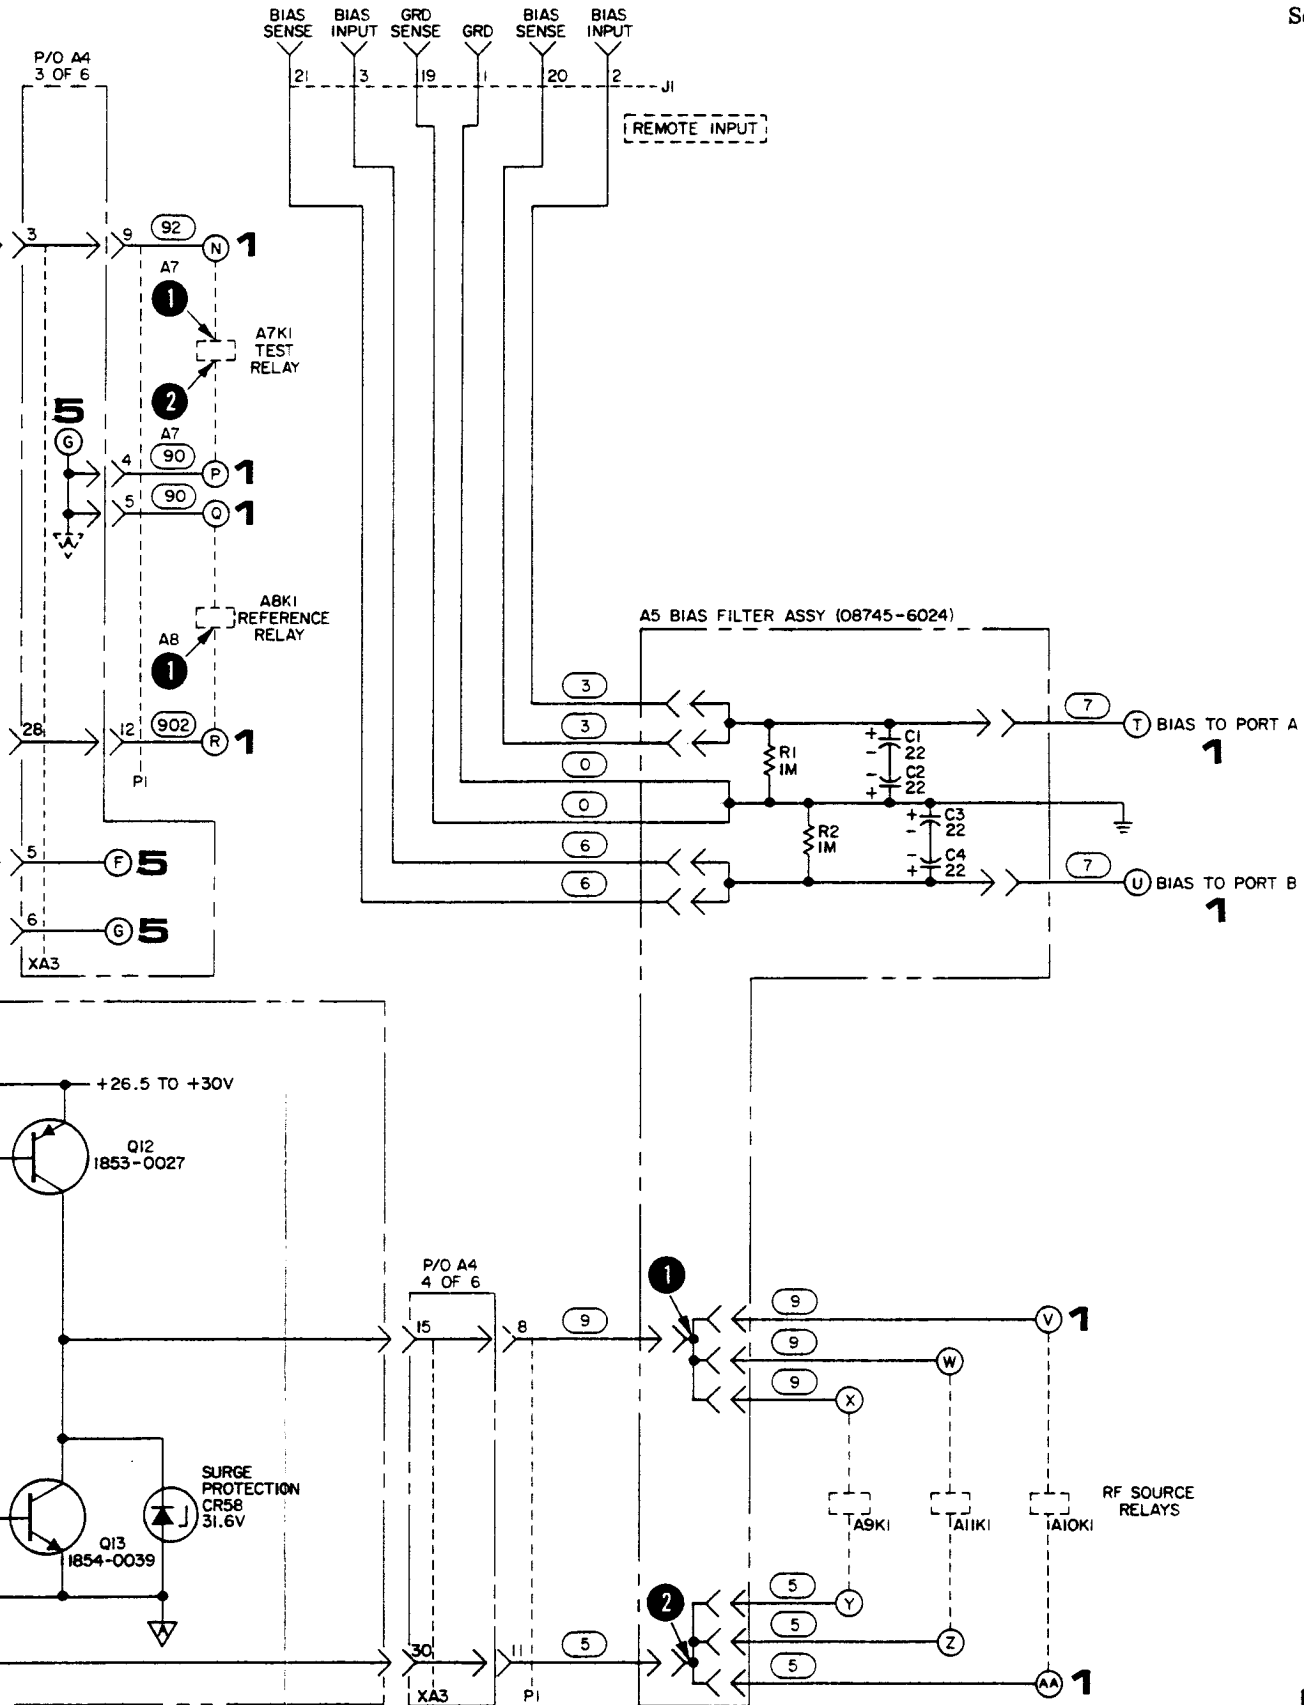 Se
BIAS SENSE
BIAS INPUT
GRD SENSE
GRD
BIAS SENSE
BIAS INPUT
21
3
19
1
20
2
J1
REMOTE INPUT
P/O A4
3 OF 6
3
9
92
N
1
A7
1
A7K1
TEST
RELAY
2
A7
5
G
4
90
P
1
5
90
Q
1
A
A8K1
REFERENCE
RELAY
A8
1
28
12
902
R
1
P1
5
F
5
6
G
5
XA3
A5 BIAS FILTER ASSY (08745-6024)
3
3
0
0
6
6
R1
1M
+
-
C1
22
-
+
C2
22
R2
1M
+
-
C3
22
-
+
C4
22
7
T
BIAS TO PORT A
1
7
U
BIAS TO PORT B
1
+26.5 TO +30V
Q12
1853-0027
SURGE
PROTECTION
CR58
31.6V
Q13
1854-0039
A
P/O A4
4 OF 6
15
8
9
1
9
V
1
9
W
9
X
A9K1
A11K1
A10K1
RF SOURCE
RELAYS
30
11
5
2
5
Y
5
Z
5
AA
1
XA3
P1